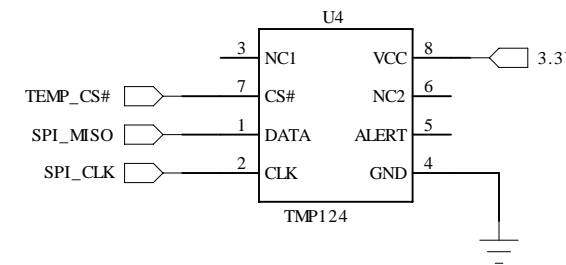 U4
3 NC1 VCC 8 3.3V
TEMP_CS# 7 CS# NC2 6
SPI_MISO 1 DATA ALERT 5
SPI_CLK 2 CLK GND 4
TMP124